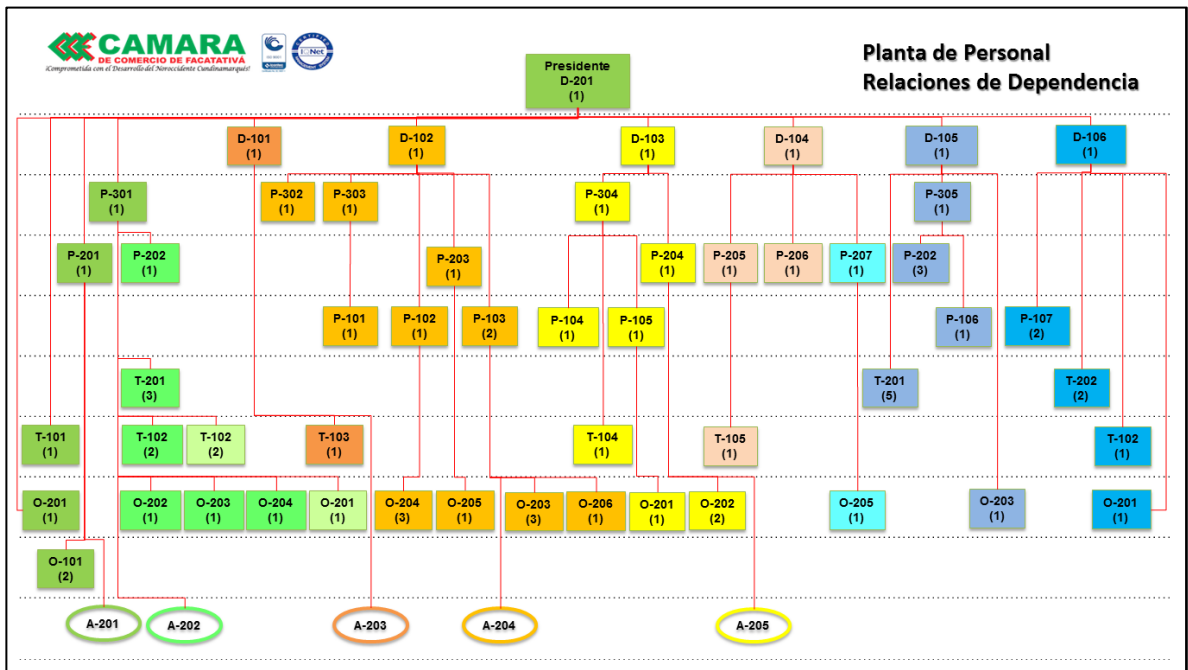 CAMARA
DE COMERCIO DE FACATATIVÁ
¡Comprometida con el Desarrollo del Noroccidente Cundinamarqués!
IQNet
Planta de Personal
Relaciones de Dependencia
Presidente
D-201
(1)
D-101
(1)
D-102
(1)
D-103
(1)
D-104
(1)
D-105
(1)
D-106
(1)
P-301
(1)
P-302
(1)
P-303
(1)
P-304
(1)
P-305
(1)
P-201
(1)
P-202
(1)
P-203
(1)
P-204
(1)
P-205
(1)
P-206
(1)
P-207
(1)
P-202
(3)
P-101
(1)
P-102
(1)
P-103
(2)
P-104
(1)
P-105
(1)
P-106
(1)
P-107
(2)
T-201
(3)
T-201
(5)
T-202
(2)
T-101
(1)
T-102
(2)
T-102
(2)
T-103
(1)
T-104
(1)
T-105
(1)
T-102
(1)
O-201
(1)
O-202
(1)
O-203
(1)
O-204
(1)
O-201
(1)
O-204
(3)
O-205
(1)
O-203
(3)
O-206
(1)
O-201
(1)
O-202
(2)
O-205
(1)
O-203
(1)
O-201
(1)
O-101
(2)
A-201
A-202
A-203
A-204
A-205